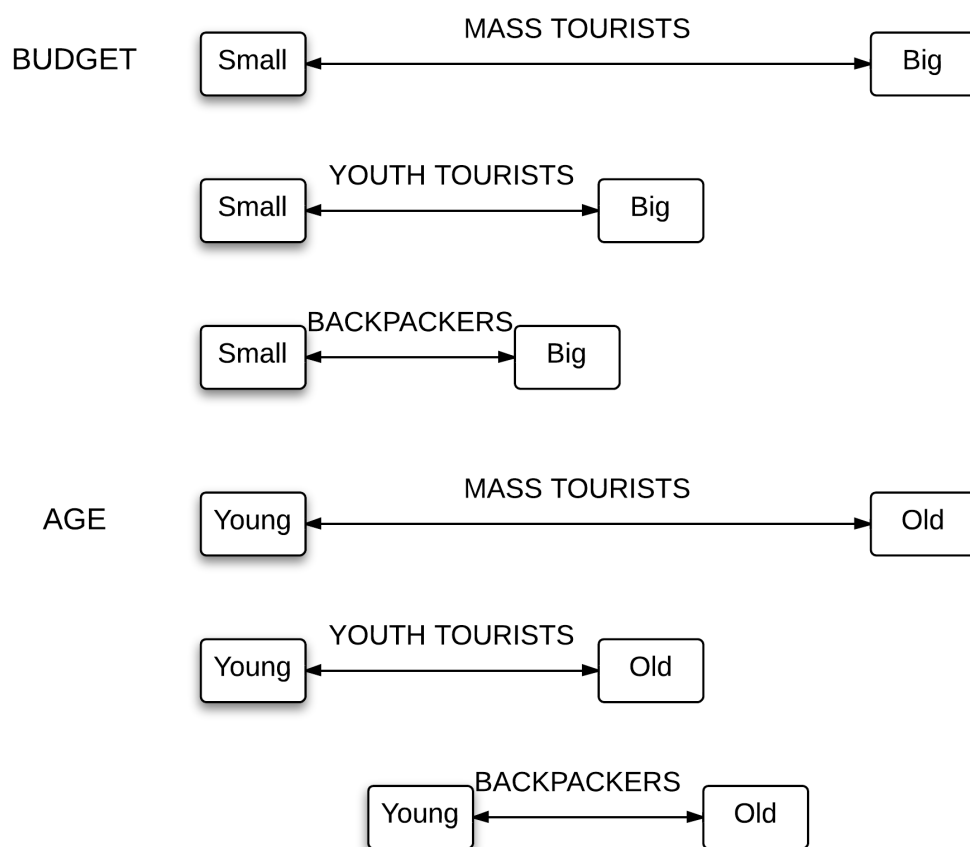 MASS TOURISTS
BUDGET Small Big
YOUTH TOURISTS
Small Big
BACKPACKERS
Small Big
MASS TOURISTS
AGE Young Old
YOUTH TOURISTS
Young Old
BACKPACKERS
Young Old